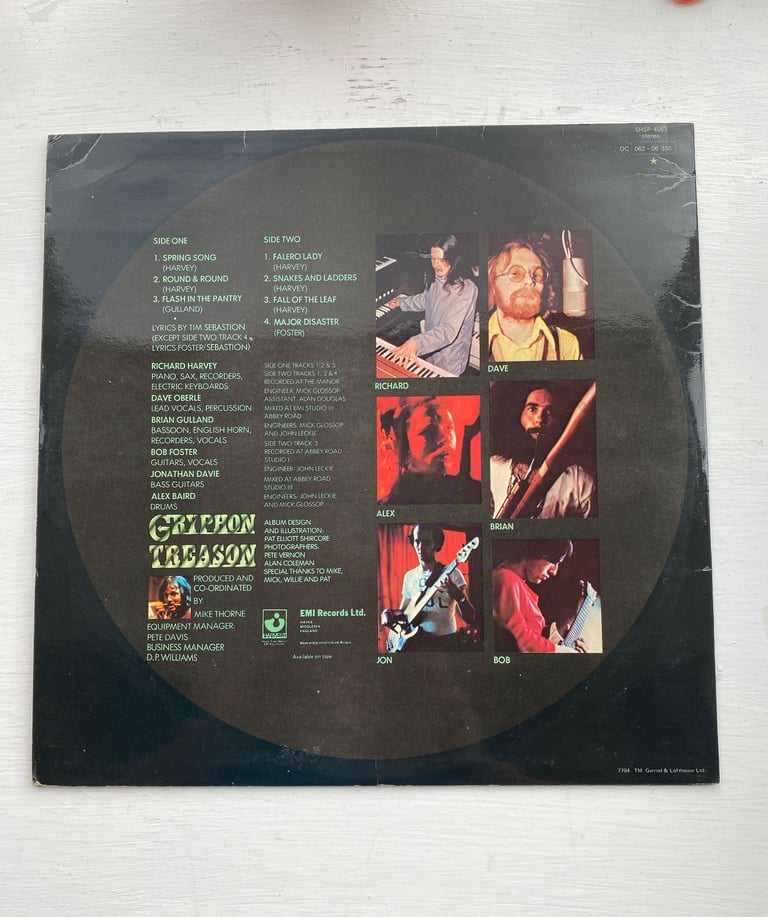 SHSP 4063
stereo
OC 062-06 355
SIDE ONE
1. SPRING SONG
(HARVEY)
2. ROUND & ROUND
(HARVEY)
3. FLASH IN THE PANTRY
(GULLAND)
LYRICS BY TIM SEBASTION
(EXCEPT SIDE TWO TRACK 4
LYRICS FOSTER/SEBASTION)
SIDE TWO
1. FALERO LADY
(HARVEY)
2. SNAKES AND LADDERS
(HARVEY)
3. FALL OF THE LEAF
(HARVEY)
4. MAJOR DISASTER
(FOSTER)
RICHARD HARVEY
PIANO, SAX, RECORDERS,
ELECTRIC KEYBOARDS
DAVE OBERLÉ
LEAD VOCALS, PERCUSSION
BRIAN GULLAND
BASSOON, ENGLISH HORN,
RECORDERS, VOCALS
BOB FOSTER
GUITARS, VOCALS
JONATHAN DAVIE
BASS GUITARS
ALEX BAIRD
DRUMS
SIDE ONE TRACKS 1,2 & 3
SIDE TWO TRACKS 1, 2 & 4
RECORDED AT THE MANOR
ENGINEER: MICK GLOSSOP
ASSISTANT: ALAN DOUGLAS
MIXED AT EMI STUDIO III
ABBEY ROAD
ENGINEERS: MICK GLOSSOP
AND JOHN LECKIE
SIDE TWO TRACK 3
RECORDED AT ABBEY ROAD
STUDIO I
ENGINEER: JOHN LECKIE
MIXED AT ABBEY ROAD
STUDIO III
ENGINEERS: JOHN LECKIE
AND MICK GLOSSOP
GRYPHON
TREASON
PRODUCED AND
CO-ORDINATED
BY
MIKE THORNE
EQUIPMENT MANAGER:
PETE DAVIS
BUSINESS MANAGER
D.P. WILLIAMS
ALBUM DESIGN
AND ILLUSTRATION:
PAT ELLIOTT SHIRCORE
PHOTOGRAPHERS:
PETE VERNON
ALAN COLEMAN
SPECIAL THANKS TO MIKE,
MICK, WILLIE AND PAT
HARVEST
EMI Records Ltd.
HAYES
MIDDLESEX
ENGLAND
Made and printed in Great Britain
Available on tape
RICHARD
DAVE
ALEX
BRIAN
JON
BOB
7704 TM Garrod & Lofthouse Ltd.